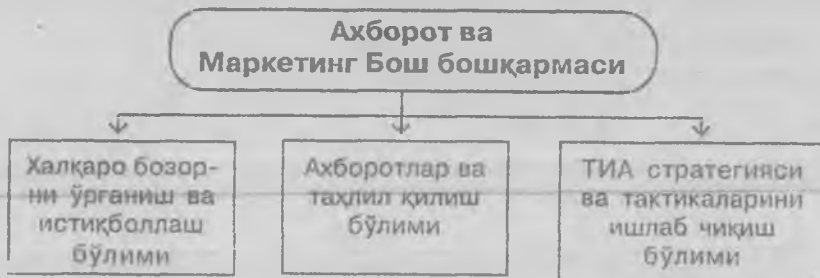 Ахборот ва
Маркетинг Бош бошқармаси
Халқаро бозор-
ни ўрганиш ва
истиқболлаш
бўлими
Ахборотлар ва
таҳлил қилиш
бўлими
ТИА стратегияси
ва тактикаларини
ишлаб чиқиш
бўлими